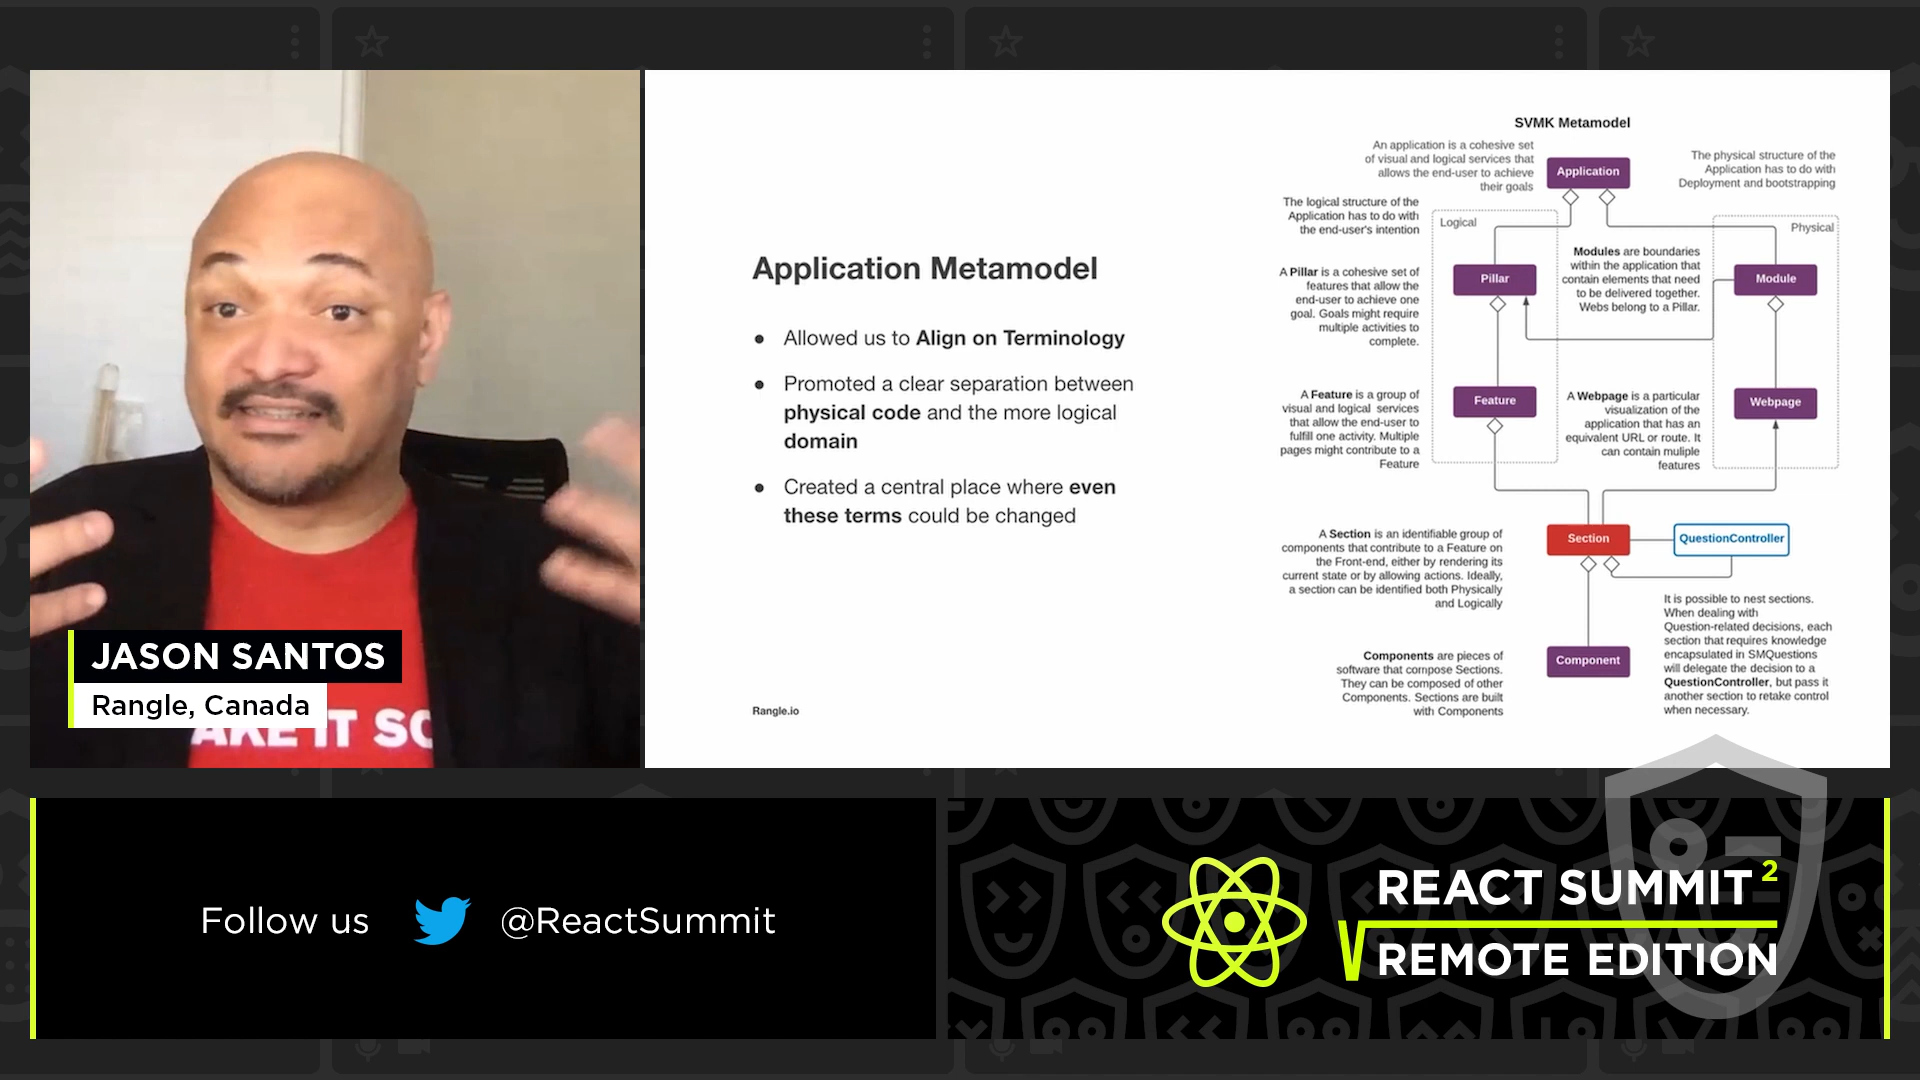 JASON SANTOS
Rangle, Canada
AKE IT SO
Application Metamodel
● Allowed us to Align on Terminology
● Promoted a clear separation between
physical code and the more logical
domain
● Created a central place where even
these terms could be changed
Rangle.io
SVMK Metamodel
An application is a cohesive set
of visual and logical services that
allows the end-user to achieve
their goals
Application
The physical structure of the
Application has to do with
Deployment and bootstrapping
The logical structure of the
Application has to do with
the end-user's intention
Logical
Physical
A Pillar is a cohesive set of
features that allow the
end-user to achieve one
goal. Goals might require
multiple activities to
complete.
Pillar
Modules are boundaries
within the application that
contain elements that need
to be delivered together.
Webs belong to a Pillar.
Module
A Feature is a group of
visual and logical services
that allow the end-user to
fulfill one activity. Multiple
pages might contribute to a
Feature
Feature
A Webpage is a particular
visualization of the
application that has an
equivalent URL or route. It
can contain muliple
features
Webpage
A Section is an identifiable group of
components that contribute to a Feature on
the Front-end, either by rendering its
current state or by allowing actions. Ideally,
a section can be identified both Physically
and Logically
Section
QuestionController
Components are pieces of
software that compose Sections.
They can be composed of other
Components. Sections are built
with Components
Component
It is possible to nest sections.
When dealing with
Question-related decisions, each
section that requires knowledge
encapsulated in SMQuestions
will delegate the decision to a
QuestionController, but pass it
another section to retake control
when necessary.
Follow us @ReactSummit
REACT SUMMIT 2
REMOTE EDITION